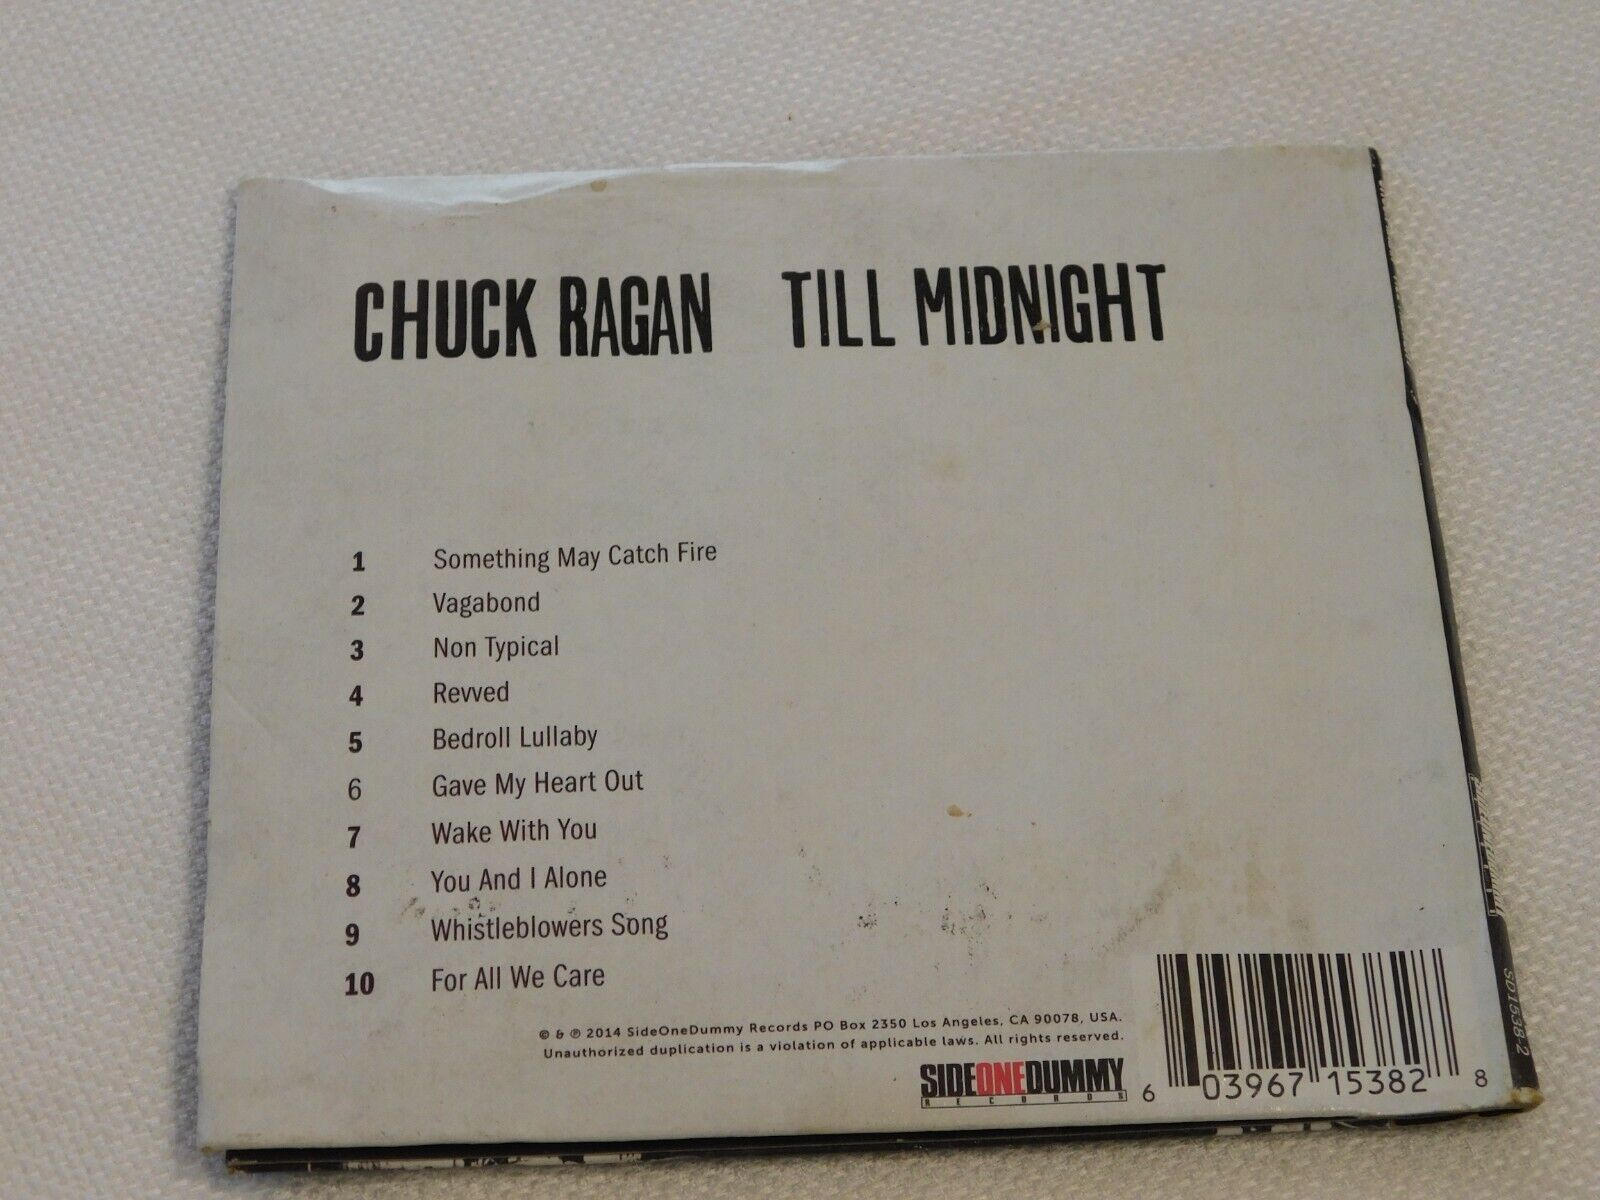 CHUCK RAGAN TILL MIDNIGHT
1 Something May Catch Fire
2 Vagabond
3 Non Typical
4 Revved
5 Bedroll Lullaby
6 Gave My Heart Out
7 Wake With You
8 You And I Alone
9 Whistleblowers Song
10 For All We Care
© & ℗ 2014 SideOneDummy Records PO Box 2350 Los Angeles, CA 90078, USA.
Unauthorized duplication is a violation of applicable laws. All rights reserved.
SIDEONEDUMMY
RECORDS
6 03967 15382 8
SD1538-2